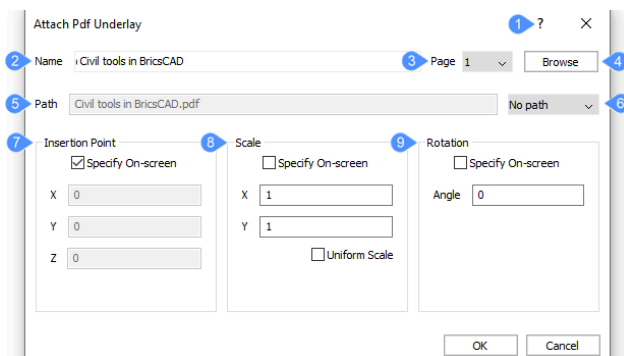 Attach Pdf Underlay 1 ?
2 Name Civil tools in BricsCAD 3 Page 1 Browse 4
5 Path Civil tools in BricsCAD.pdf No path 6
7 Insertion Point 8 Scale 9 Rotation
Specify On-screen Specify On-screen Specify On-screen
X 0 X 1 Angle 0
Y 0 Y 1
Z 0 Uniform Scale
OK Cancel